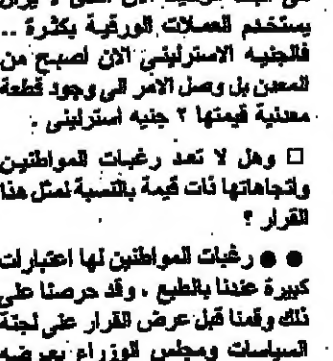 يستخدم العملات الورقية بكثرة ..
فالجنيه الاسترليني الان اصبح من
المعدن بل وصل الامر الى وجود قطعة
معدنية قيمتها ٢ جنيه استرليني .
□ وهل لا تعد رغبات المواطنين
واتجاهاتها ذات قيمة بالنسبة لمثل هذا
القرار ؟
● ● رغبات المواطنين لها اعتبارات
كبيرة عندنا بالطبع . وقد حرصنا على
ذلك وقمنا قبل عرض القرار على لجنة
السياسات ومجلس الوزراء بعرضه